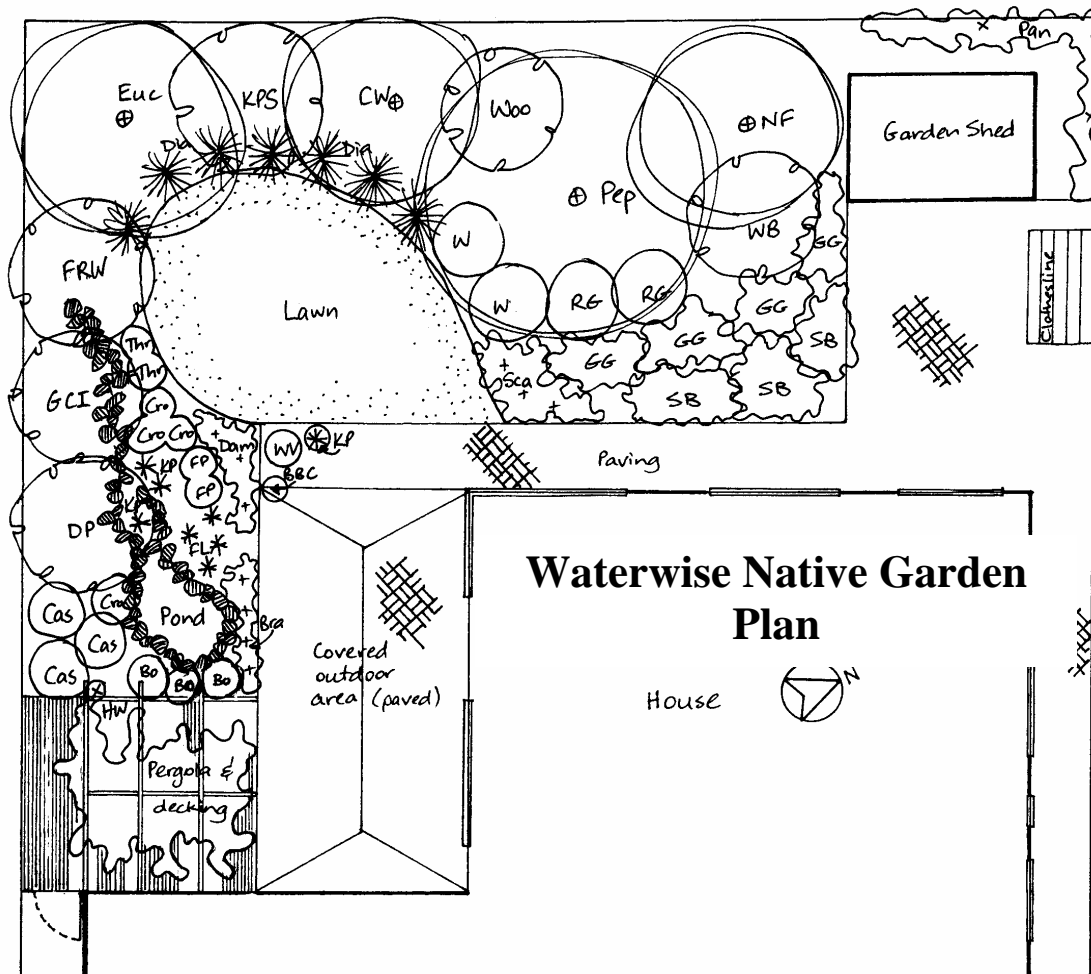 Pan
Euc
KPS
CW
Woo
NF
Garden Shed
Dia
Dia
Pep
W
WB
GG
FRW
Clothesline
W
RG
RG
GG
Lawn
GG
SB
Thr
Thr
Sca
GG
GCI
SB
SB
Cro
Cro
Cro
Dam
WV
KP
KP
FP
BBC
Paving
FP
DP
FL
Waterwise Native Garden
Plan
S
Cas
Cro
Pond
Cas
Bra
Covered
outdoor
area (paved)
Cas
Bo
Bo
Bo
N
HW
House
Pergola &
decking